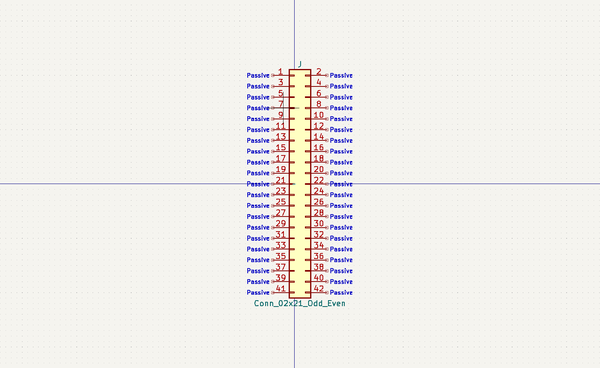 J
Passive 1 2 Passive
Passive 3 4 Passive
Passive 5 6 Passive
Passive 7 8 Passive
Passive 9 10 Passive
Passive 11 12 Passive
Passive 13 14 Passive
Passive 15 16 Passive
Passive 17 18 Passive
Passive 19 20 Passive
Passive 21 22 Passive
Passive 23 24 Passive
Passive 25 26 Passive
Passive 27 28 Passive
Passive 29 30 Passive
Passive 31 32 Passive
Passive 33 34 Passive
Passive 35 36 Passive
Passive 37 38 Passive
Passive 39 40 Passive
Passive 41 42 Passive
Conn_02x21_Odd_Even